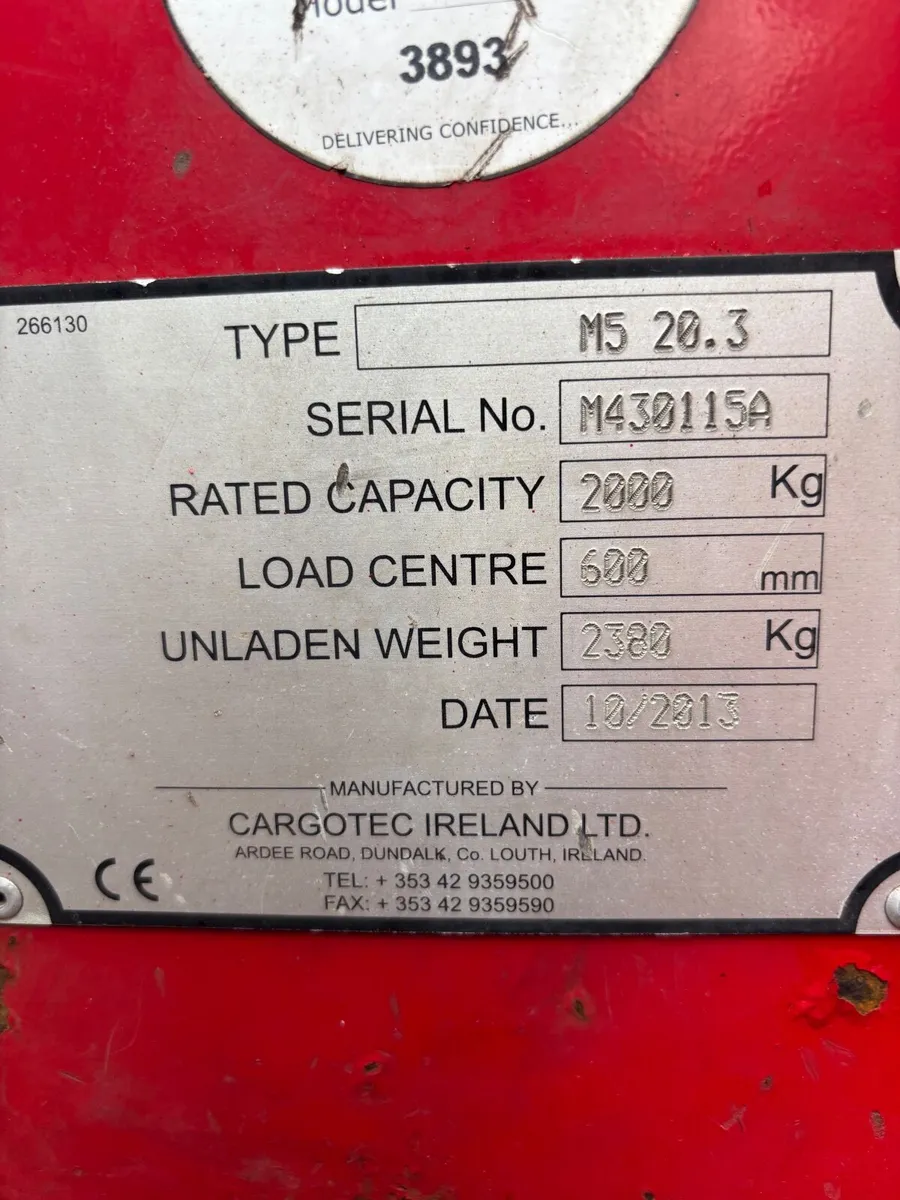 Model
3893
DELIVERING CONFIDENCE...
266130
TYPE M5 20.3
SERIAL No. M430115A
RATED CAPACITY 2000 Kg
LOAD CENTRE 600 mm
UNLADEN WEIGHT 2380 Kg
DATE 10/2013
MANUFACTURED BY
CARGOTEC IRELAND LTD.
ARDEE ROAD, DUNDALK, Co. LOUTH, IRELAND.
CE
TEL: + 353 42 9359500
FAX: + 353 42 9359590